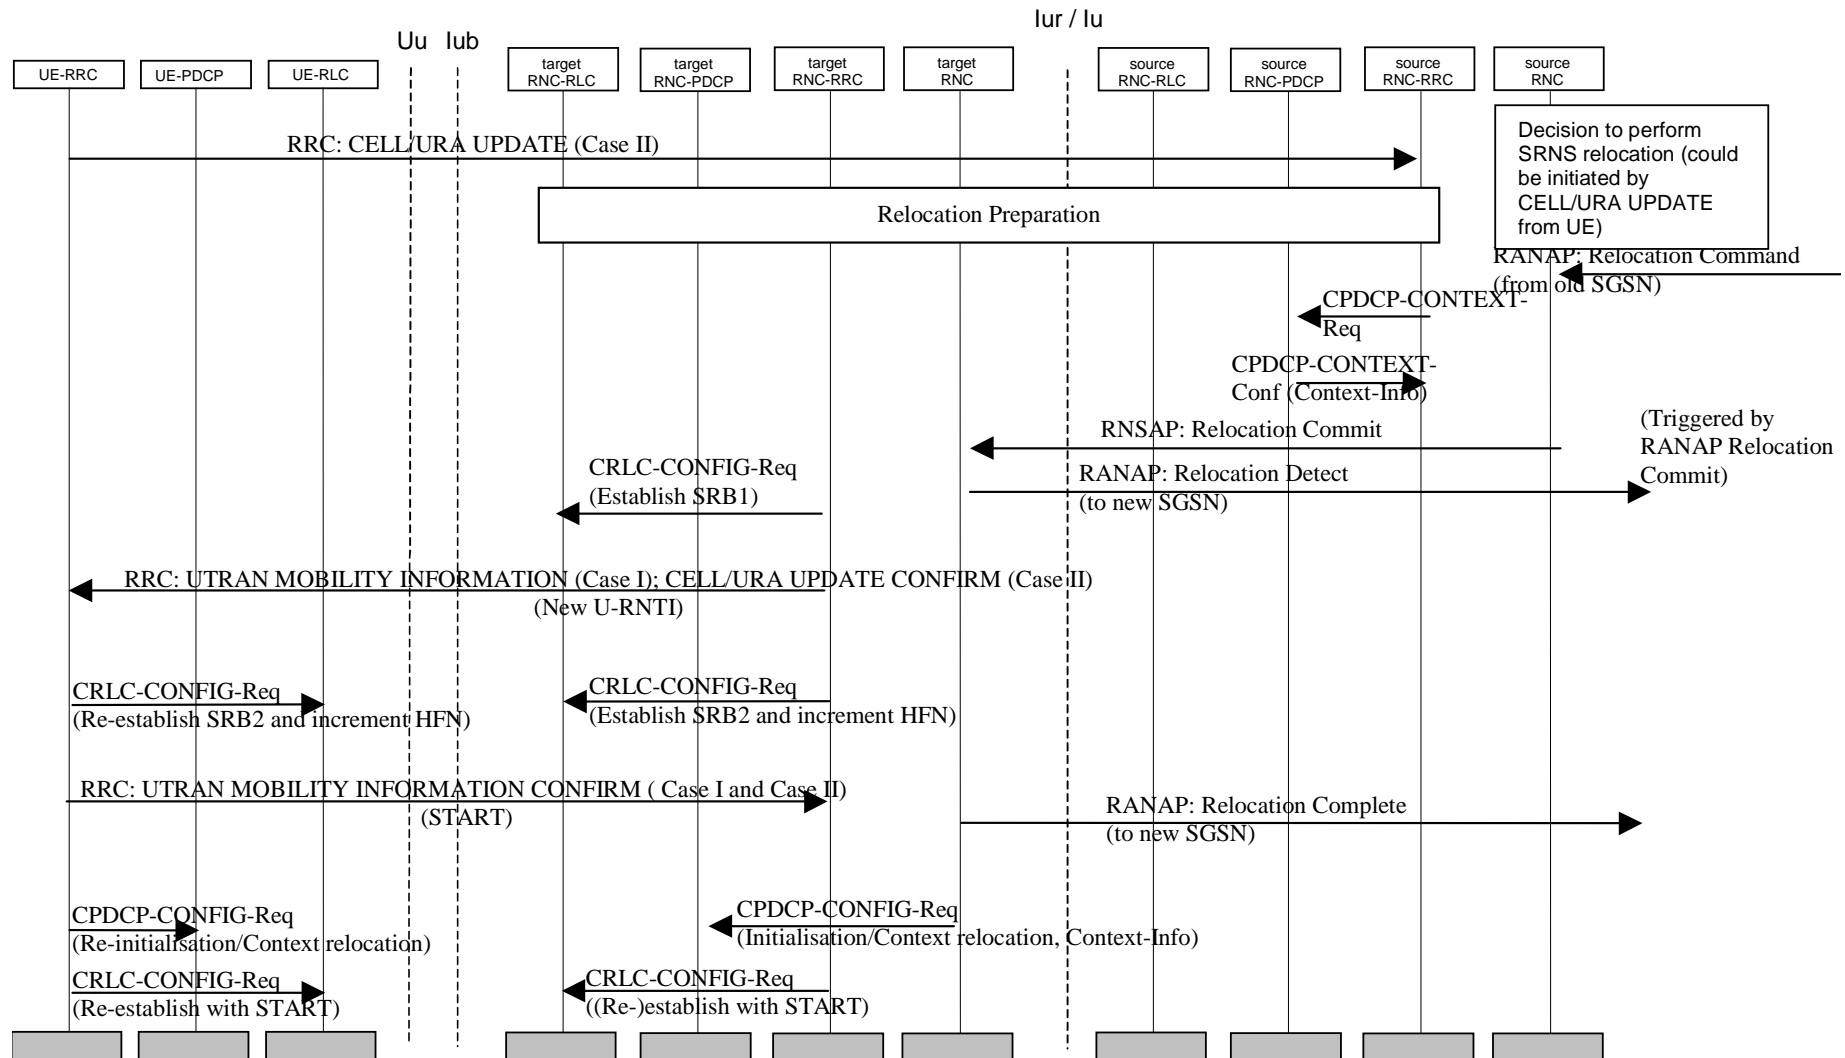 Iur / Iu
Uu Iub
UE-RRC
UE-PDCP
UE-RLC
target
RNC-RLC
target
RNC-PDCP
target
RNC-RRC
target
RNC
source
RNC-RLC
source
RNC-PDCP
source
RNC-RRC
source
RNC
Decision to perform
SRNS relocation (could
be initiated by
CELL/URA UPDATE
from UE)
RRC: CELL/URA UPDATE (Case II)
Relocation Preparation
RANAP: Relocation Command
(from old SGSN)
CPDCP-CONTEXT-
Req
CPDCP-CONTEXT-
Conf (Context-Info)
RNSAP: Relocation Commit
(Triggered by
RANAP Relocation
Commit)
CRLC-CONFIG-Req
(Establish SRB1)
RANAP: Relocation Detect
(to new SGSN)
RRC: UTRAN MOBILITY INFORMATION (Case I); CELL/URA UPDATE CONFIRM (Case II)
(New U-RNTI)
CRLC-CONFIG-Req
(Re-establish SRB2 and increment HFN)
CRLC-CONFIG-Req
(Establish SRB2 and increment HFN)
RRC: UTRAN MOBILITY INFORMATION CONFIRM ( Case I and Case II)
(START)
RANAP: Relocation Complete
(to new SGSN)
CPDCP-CONFIG-Req
(Re-initialisation/Context relocation)
CPDCP-CONFIG-Req
(Initialisation/Context relocation, Context-Info)
CRLC-CONFIG-Req
(Re-establish with START)
CRLC-CONFIG-Req
((Re-)establish with START)